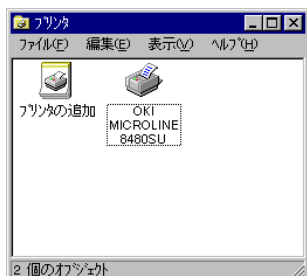 プリンタ
ファイル(F) 編集(E) 表示(V) ヘルプ(H)
プリンタの追加
OKI
MICROLINE
8480SU
2 個のオブジェクト